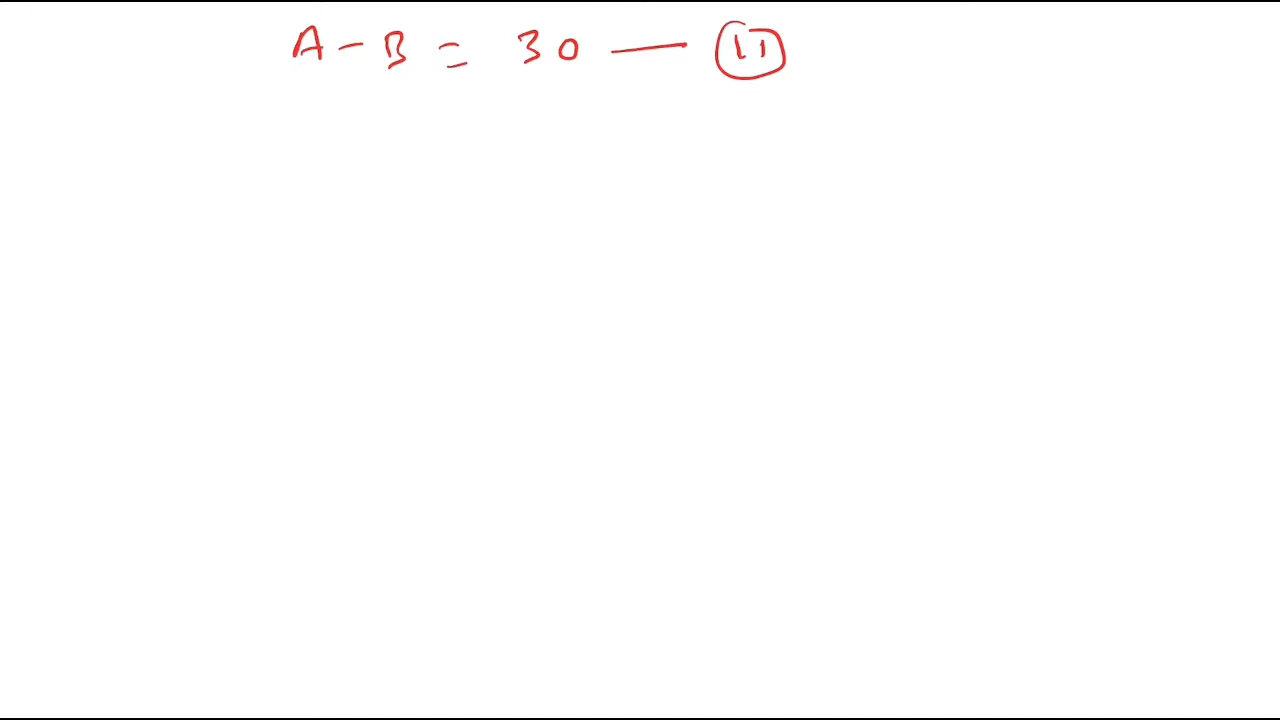 A - B = 30 — (ii)